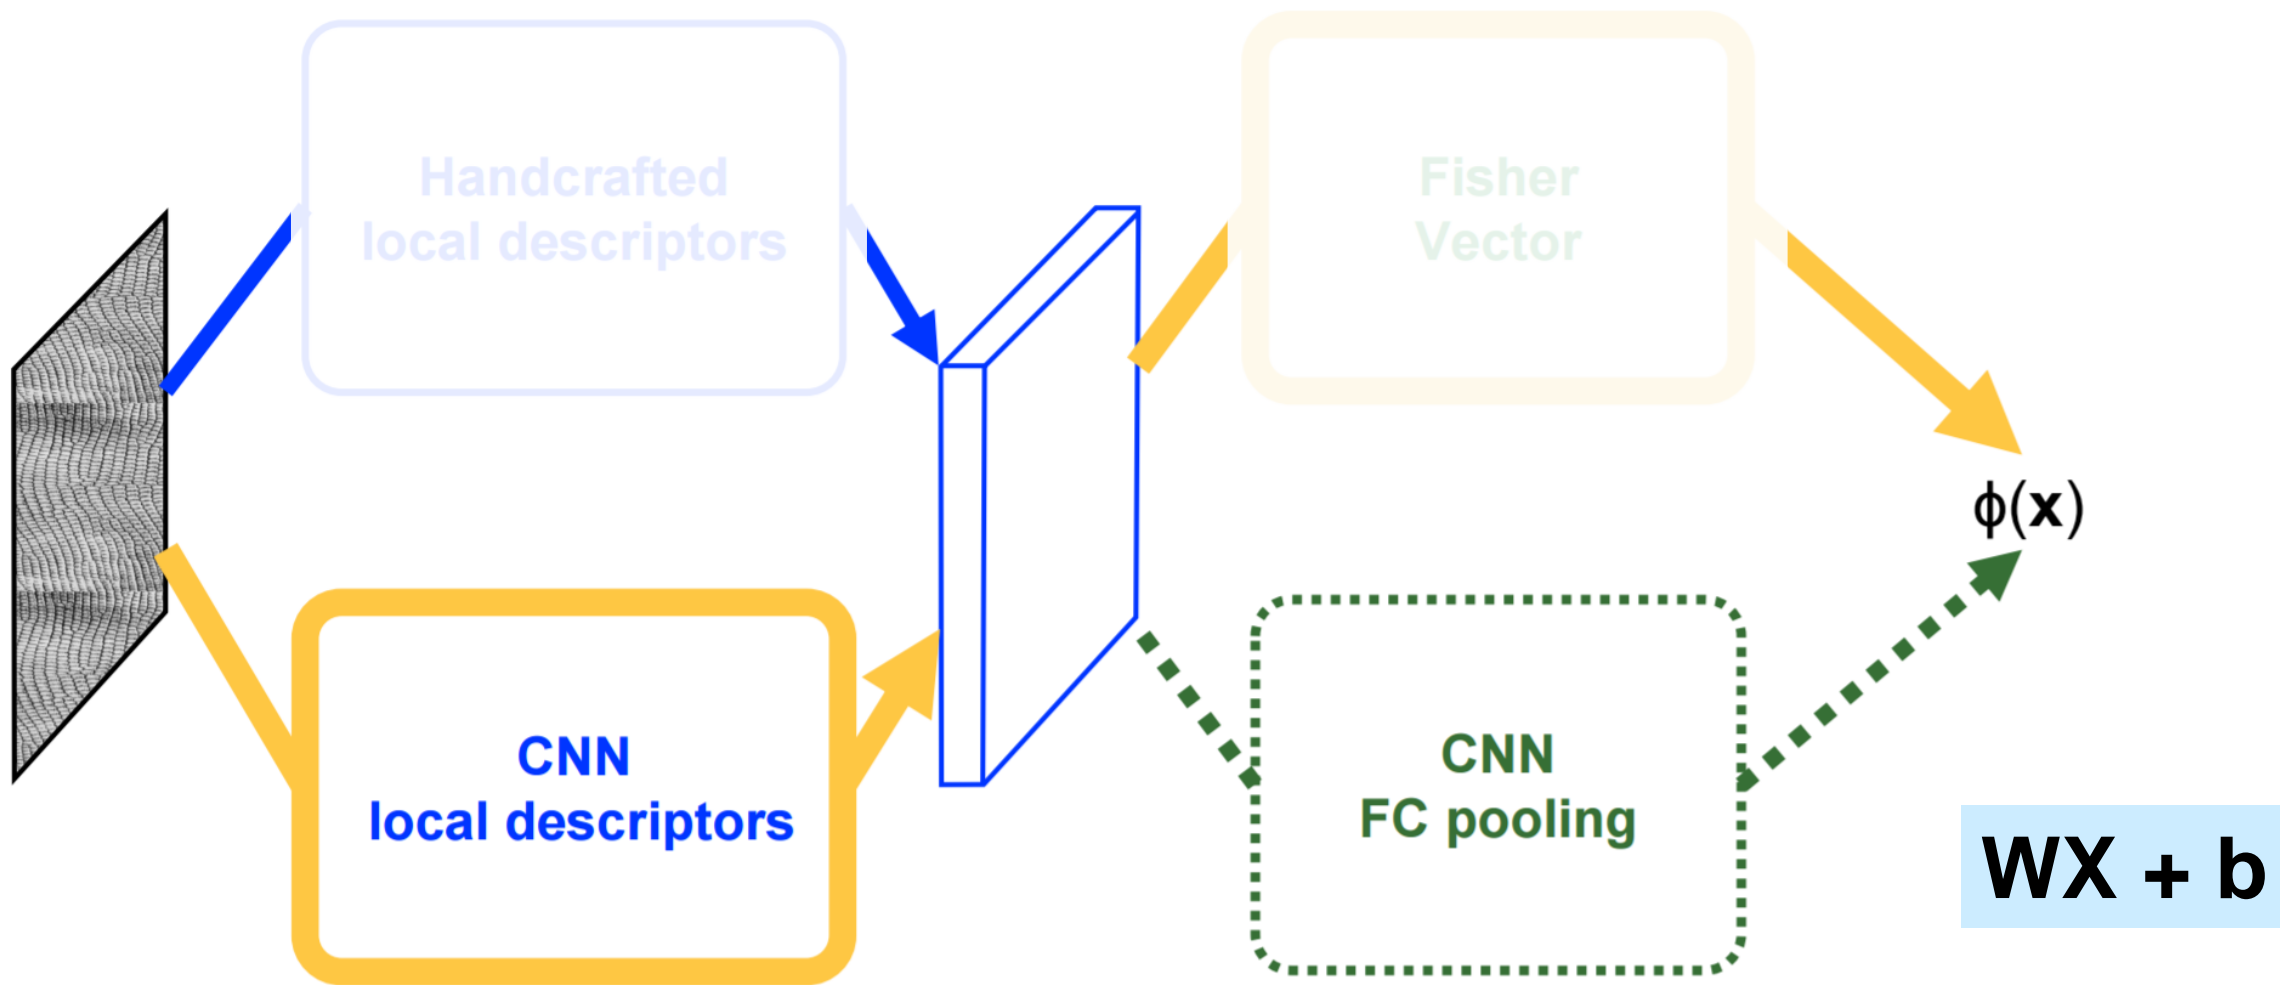 Handcrafted
local descriptors
Fisher
Vector
ϕ(x)
CNN
local descriptors
CNN
FC pooling
WX + b